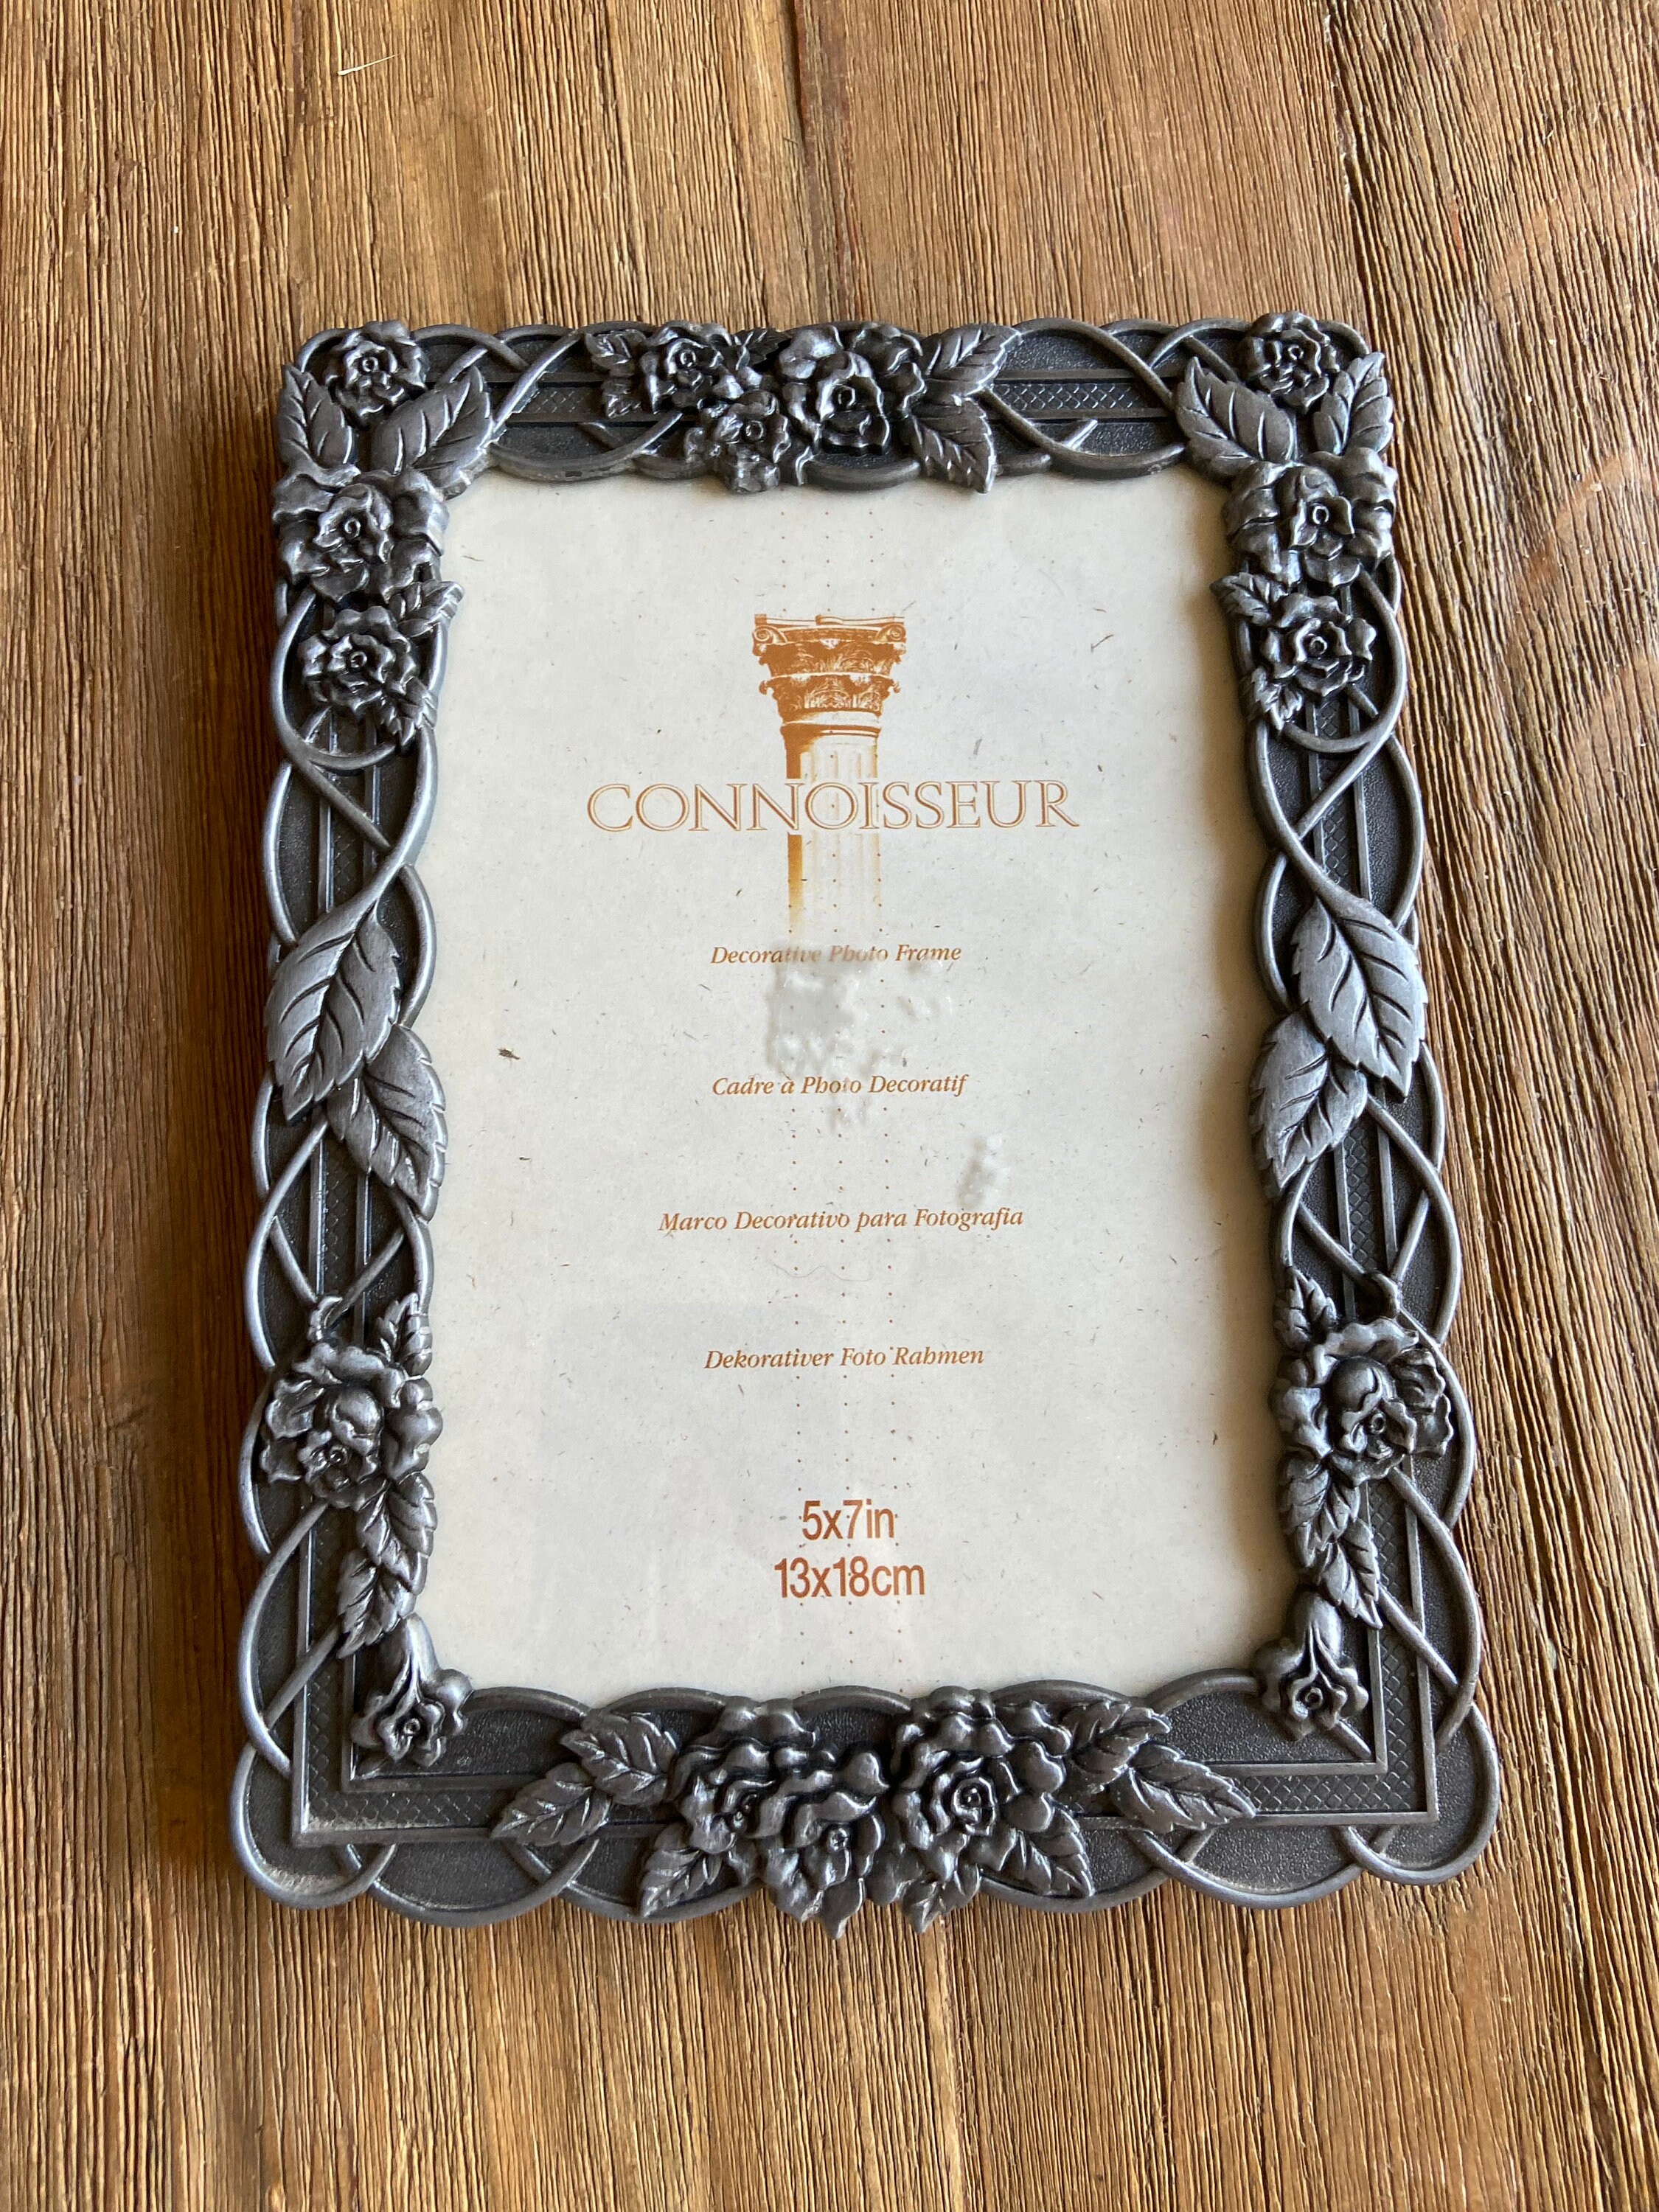 CONNOISSEUR
Decorative Photo Frame
Cadre à Photo Decoratif
Marco Decorativo para Fotografia
Dekorativer Foto Rahmen
5x7in
13x18cm